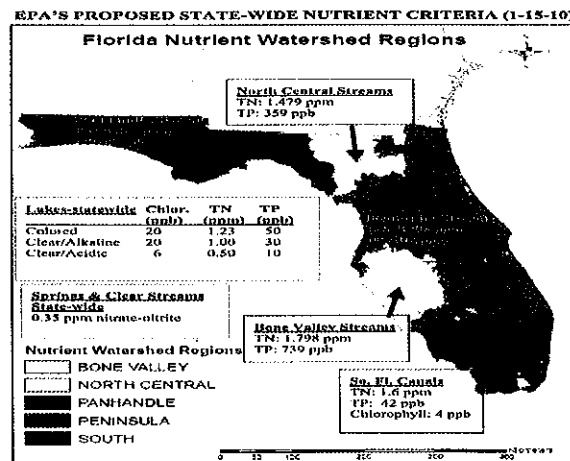 EPA'S PROPOSED STATE-WIDE NUTRIENT CRITERIA (1-15-10)
Florida Nutrient Watershed Regions
North Central Streams
TN: 1.479 ppm
TP: 359 ppb
Lakes-statewide Chlor. (ppb) TN (ppm) TP (ppb)
Colored 20 1.23 50
Clear/Alkaline 20 1.00 30
Clear/Acidic 6 0.50 10
Springs & Clear Streams
State-wide
0.35 ppm nitrate-nitrite
Bone Valley Streams
TN: 1.798 ppm
TP: 739 ppb
So. Fl. Canals
TN: 1.6 ppm
TP: 42 ppb
Chlorophyll: 4 ppb
Nutrient Watershed Regions
BONE VALLEY
NORTH CENTRAL
PANHANDLE
PENINSULA
SOUTH